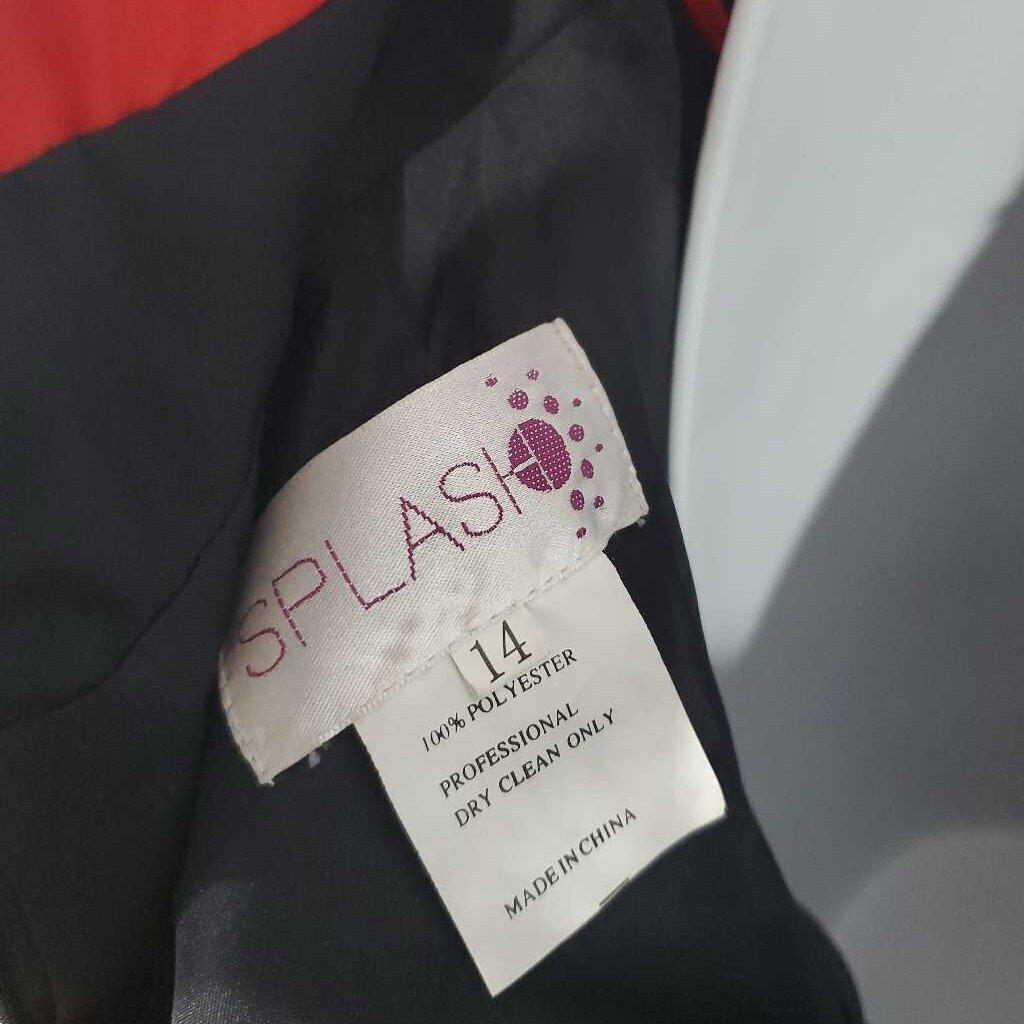 SPLASH
14
100% POLYESTER
PROFESSIONAL
DRY CLEAN ONLY
MADE IN CHINA